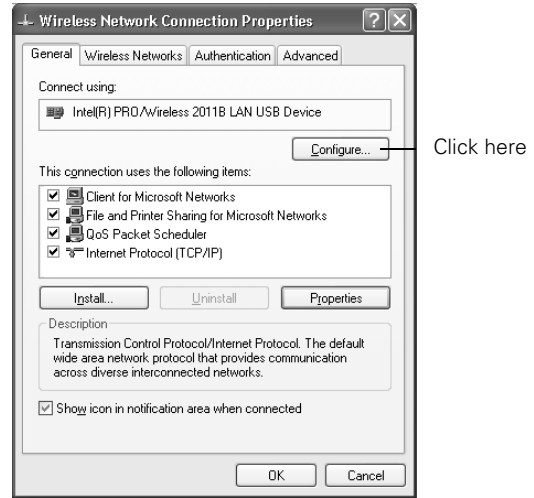 Wireless Network Connection Properties
General Wireless Networks Authentication Advanced
Connect using:
Intel(R) PRO/Wireless 2011B LAN USB Device
Configure...
Click here
This connection uses the following items:
Client for Microsoft Networks
File and Printer Sharing for Microsoft Networks
QoS Packet Scheduler
Internet Protocol (TCP/IP)
Install... Uninstall Properties
Description
Transmission Control Protocol/Internet Protocol. The default
wide area network protocol that provides communication
across diverse interconnected networks.
Show icon in notification area when connected
OK Cancel